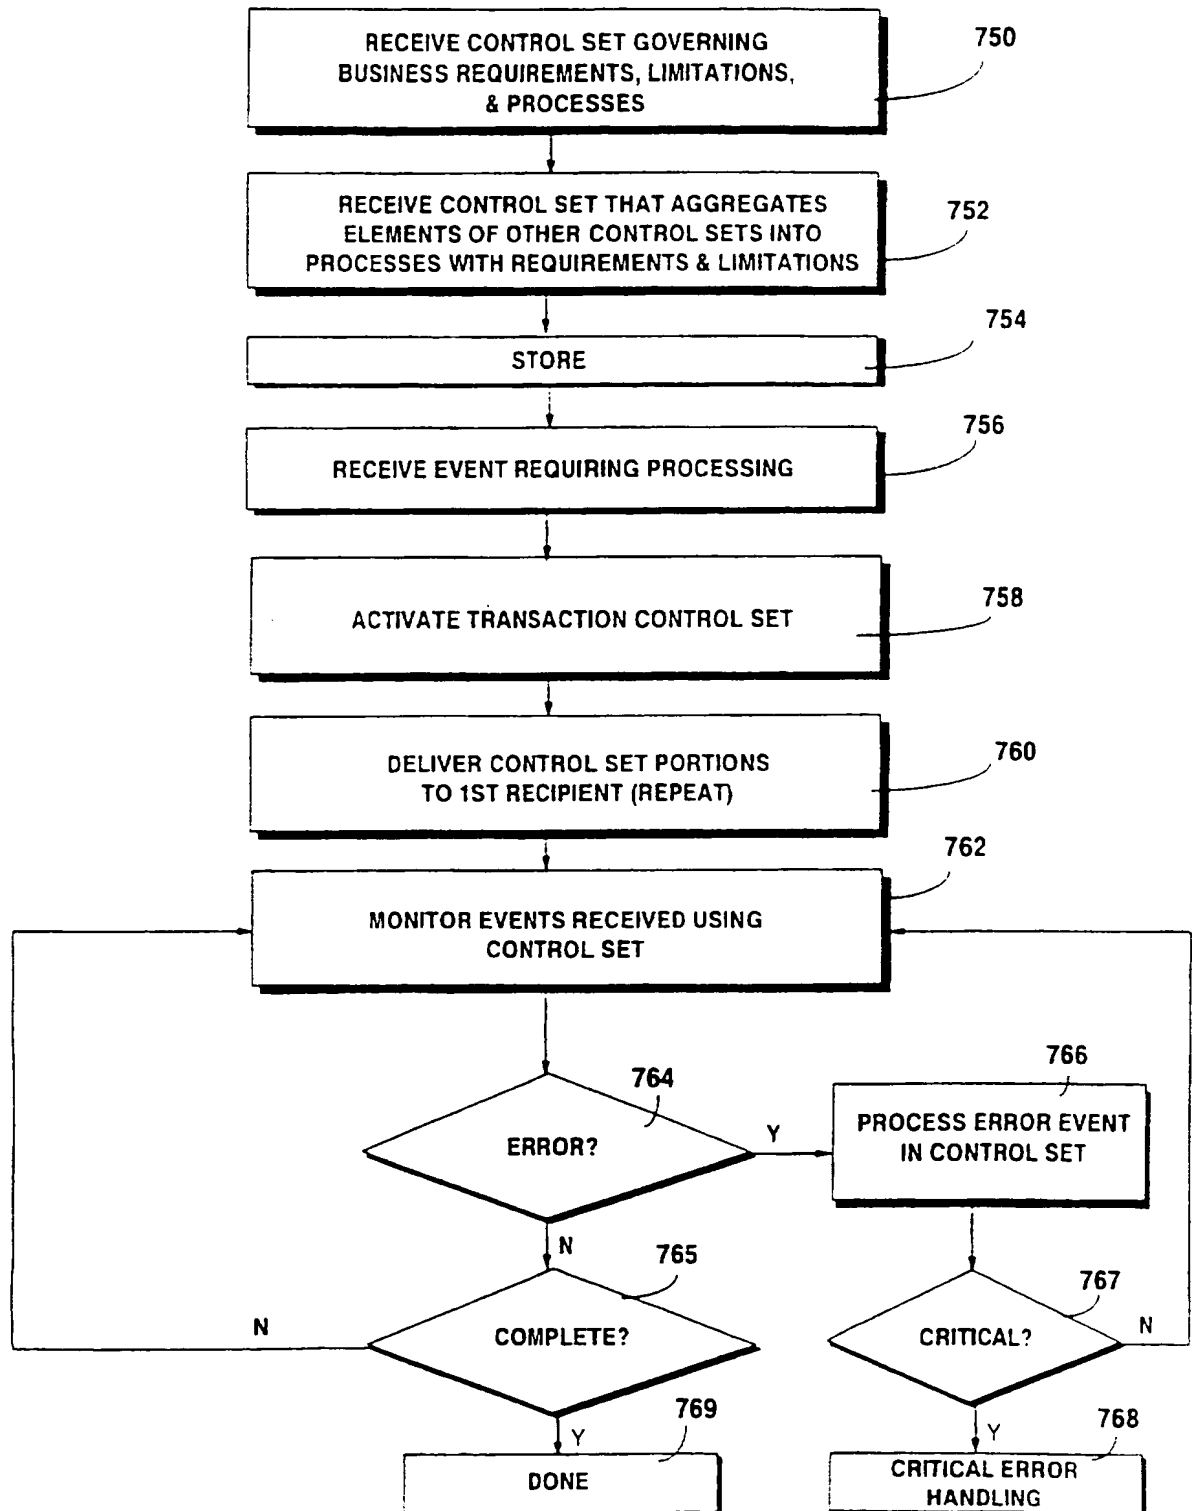 RECEIVE CONTROL SET GOVERNING
BUSINESS REQUIREMENTS, LIMITATIONS,
& PROCESSES
750
RECEIVE CONTROL SET THAT AGGREGATES
ELEMENTS OF OTHER CONTROL SETS INTO
PROCESSES WITH REQUIREMENTS & LIMITATIONS
752
754
STORE
756
RECEIVE EVENT REQUIRING PROCESSING
758
ACTIVATE TRANSACTION CONTROL SET
760
DELIVER CONTROL SET PORTIONS
TO 1ST RECIPIENT (REPEAT)
762
MONITOR EVENTS RECEIVED USING
CONTROL SET
764
ERROR?
Y
766
PROCESS ERROR EVENT
IN CONTROL SET
N
765
COMPLETE?
N
767
CRITICAL?
N
Y
769
DONE
Y
768
CRITICAL ERROR
HANDLING